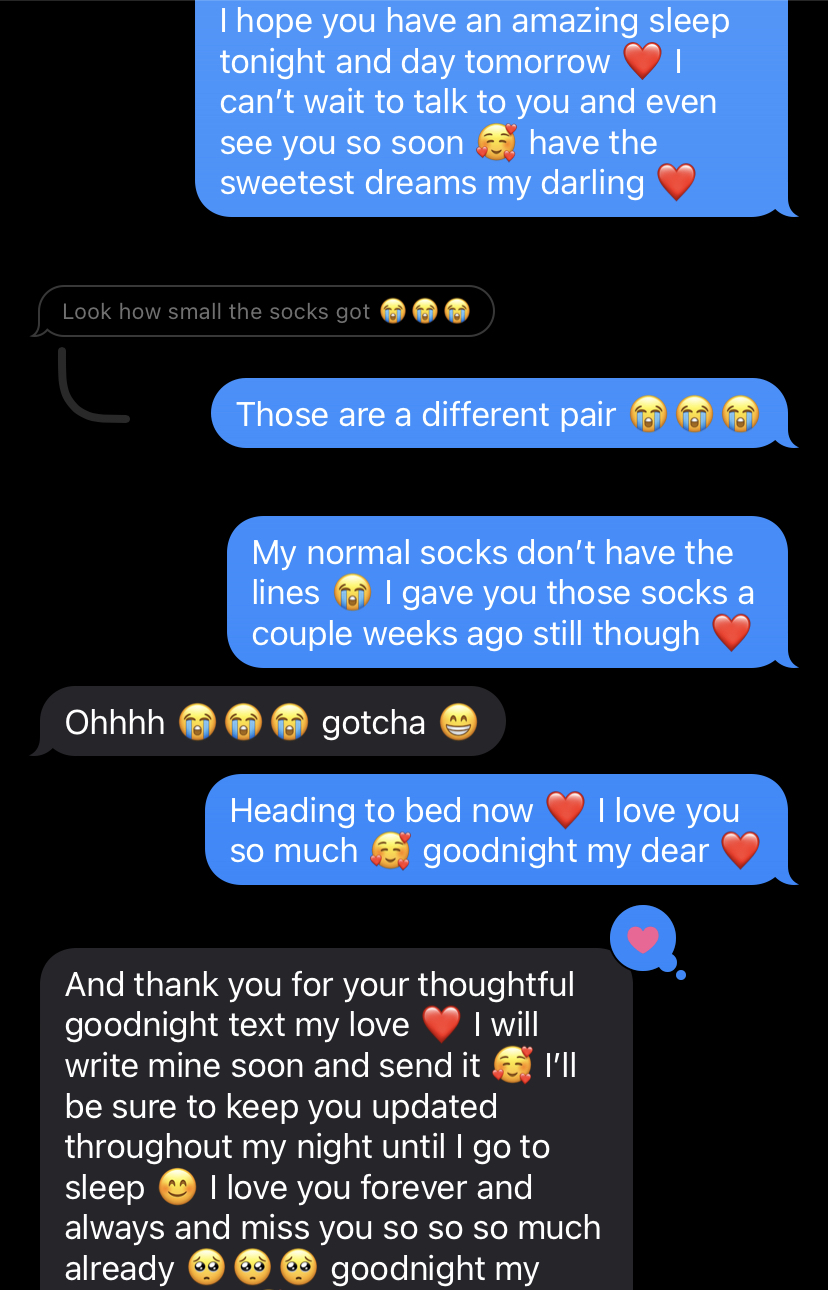 I hope you have an amazing sleep
tonight and day tomorrow ❤️ I
can't wait to talk to you and even
see you so soon 🥰 have the
sweetest dreams my darling ❤️
Look how small the socks got 😭😭😭
Those are a different pair 😭😭😭
My normal socks don't have the
lines 😭 I gave you those socks a
couple weeks ago still though ❤️
Ohhhh 😭😭😭 gotcha 😁
Heading to bed now ❤️ I love you
so much 🥰 goodnight my dear ❤️
And thank you for your thoughtful
goodnight text my love ❤️ I will
write mine soon and send it 🥰 I'll
be sure to keep you updated
throughout my night until I go to
sleep 😊 I love you forever and
always and miss you so so so much
already 🥺🥺🥺 goodnight my